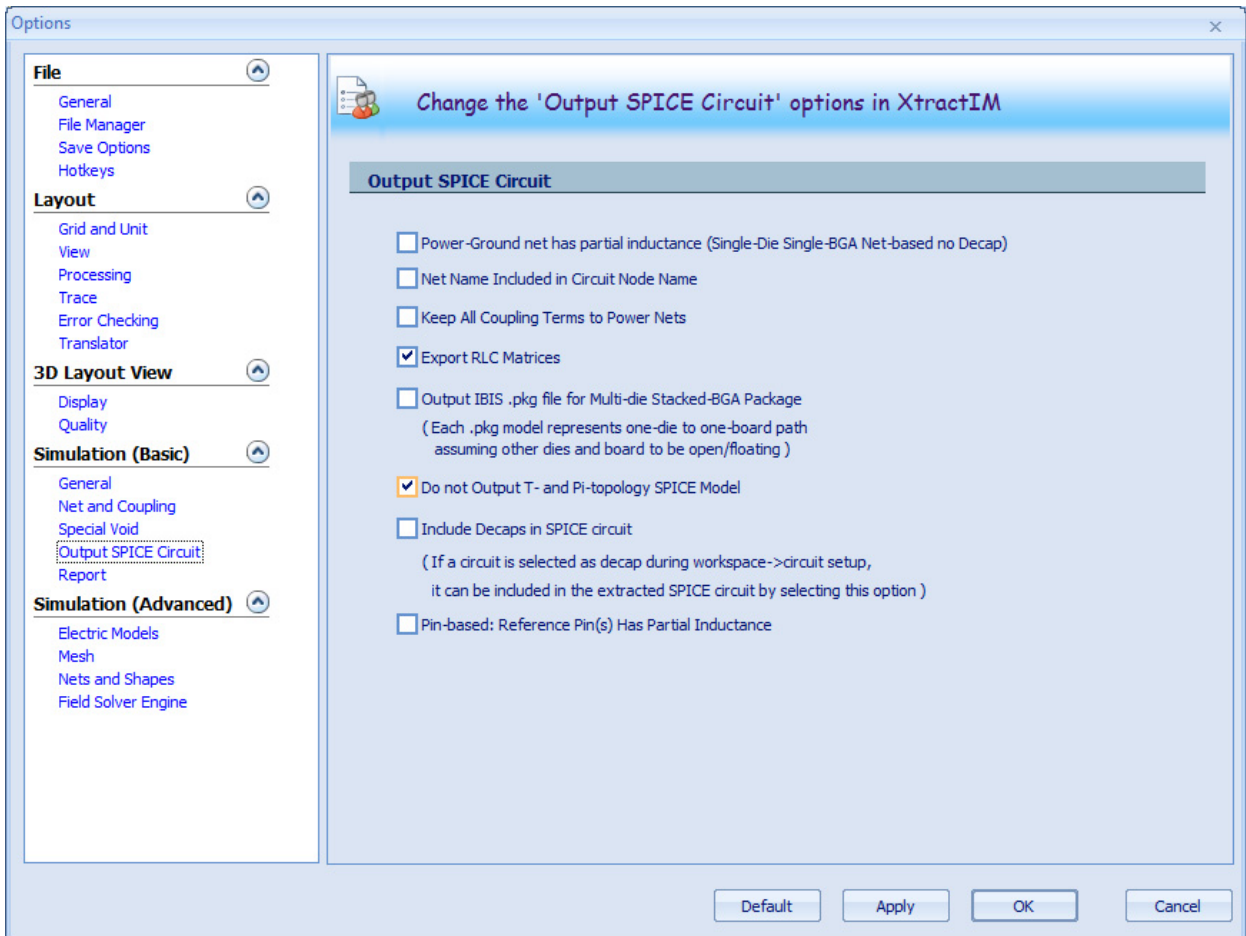 Options
File
General
File Manager
Save Options
Hotkeys
Layout
Grid and Unit
View
Processing
Trace
Error Checking
Translator
3D Layout View
Display
Quality
Simulation (Basic)
General
Net and Coupling
Special Void
Output SPICE Circuit
Report
Simulation (Advanced)
Electric Models
Mesh
Nets and Shapes
Field Solver Engine
Change the 'Output SPICE Circuit' options in XtractIM
Output SPICE Circuit
Power-Ground net has partial inductance (Single-Die Single-BGA Net-based no Decap)
Net Name Included in Circuit Node Name
Keep All Coupling Terms to Power Nets
Export RLC Matrices
Output IBIS .pkg file for Multi-die Stacked-BGA Package
( Each .pkg model represents one-die to one-board path
assuming other dies and board to be open/floating )
Do not Output T- and Pi-topology SPICE Model
Include Decaps in SPICE circuit
( If a circuit is selected as decap during workspace->circuit setup,
it can be included in the extracted SPICE circuit by selecting this option )
Pin-based: Reference Pin(s) Has Partial Inductance
Default
Apply
OK
Cancel